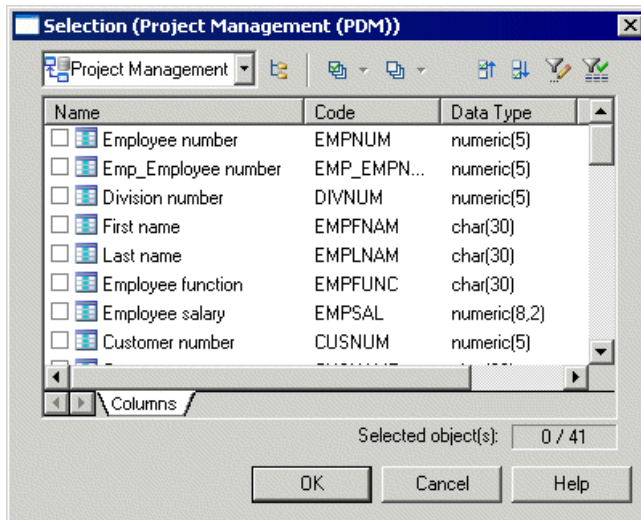 Selection (Project Management (PDM))
Project Management
Name Code Data Type
Employee number EMPNUM numeric(5)
Emp_Employee number EMP_EMPN... numeric(5)
Division number DIVNUM numeric(5)
First name EMPFNAM char(30)
Last name EMPLNAM char(30)
Employee function EMPFUNC char(30)
Employee salary EMPSAL numeric(8,2)
Customer number CUSNUM numeric(5)
Columns
Selected object(s): 0 / 41
OK Cancel Help